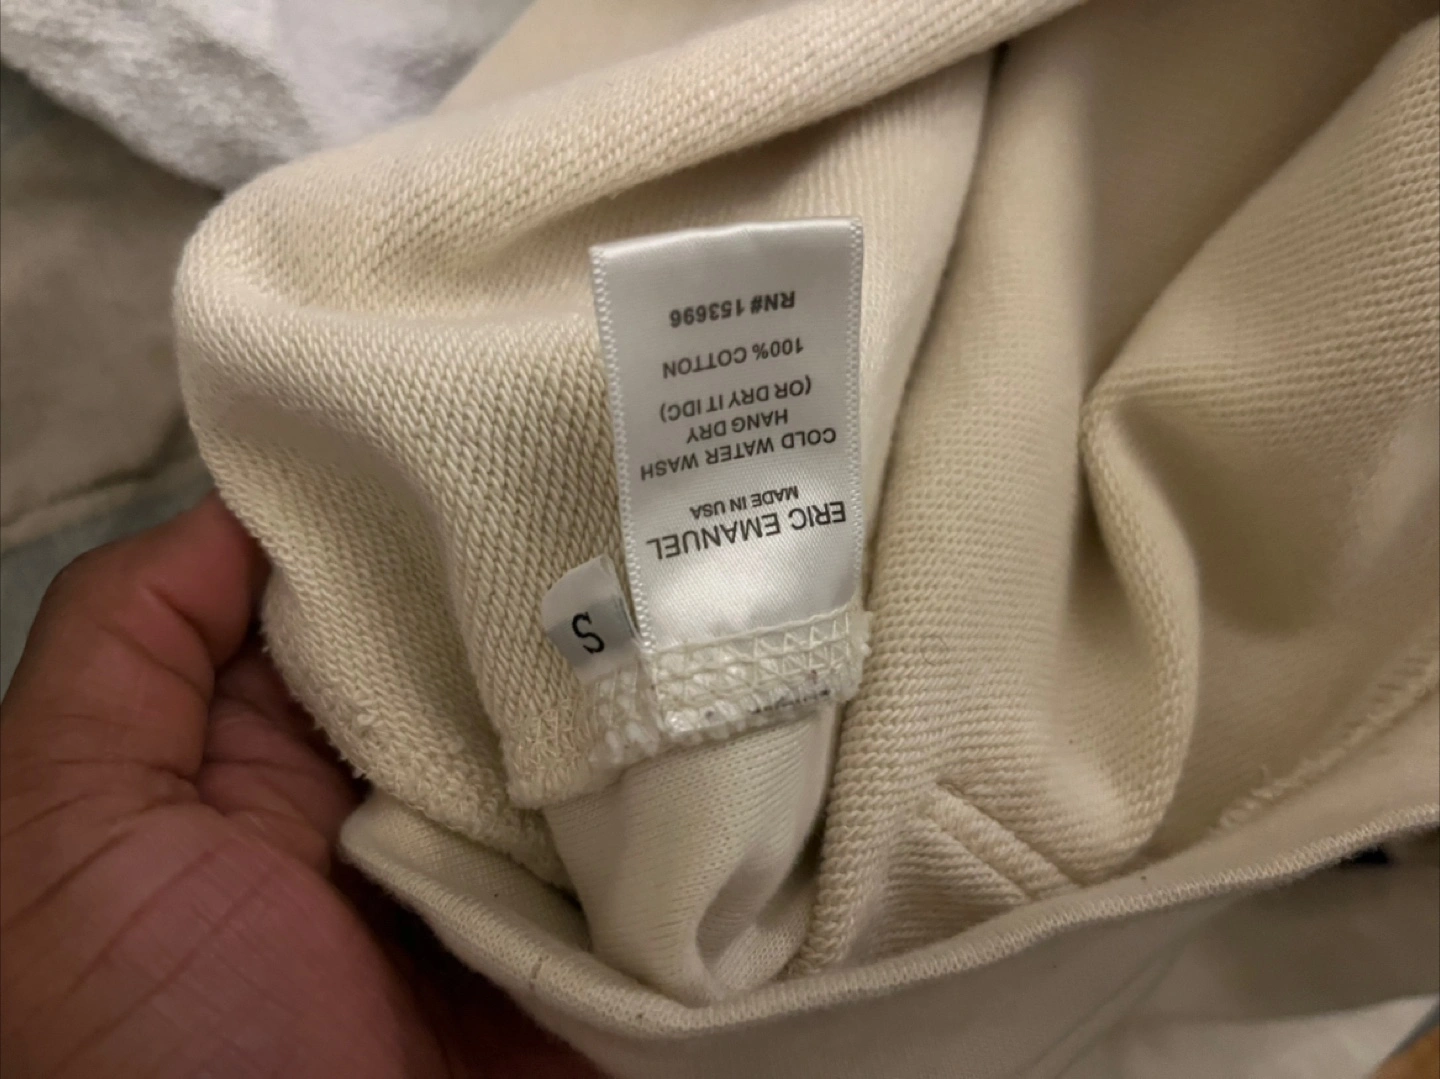 ERIC EMANUEL
MADE IN USA
COLD WATER WASH
HANG DRY
(OR DRY IT IDC)
100% COTTON
RN# 153696
S